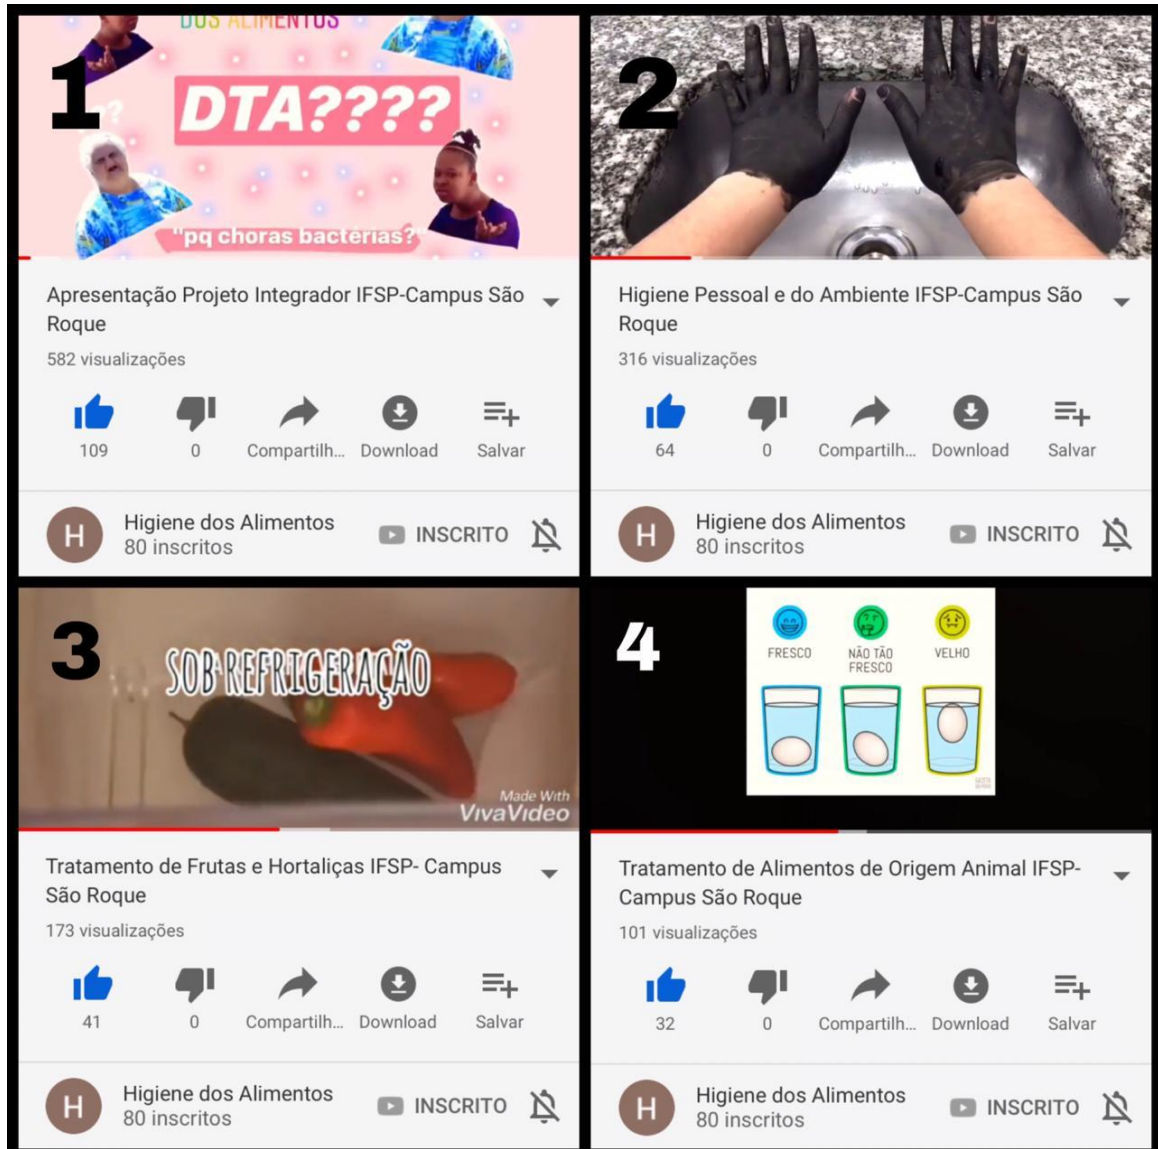 1
DOS ALIMENTOS
DTA????
"pq choras bactérias?"
Apresentação Projeto Integrador IFSP-Campus São
Roque
582 visualizações
109
0
Compartilh...
Download
Salvar
H
Higiene dos Alimentos
80 inscritos
INSCRITO
2
Higiene Pessoal e do Ambiente IFSP-Campus São
Roque
316 visualizações
64
0
Compartilh...
Download
Salvar
H
Higiene dos Alimentos
80 inscritos
INSCRITO
3
SOB REFRIGERAÇÃO
Made With
VivaVideo
Tratamento de Frutas e Hortaliças IFSP- Campus
São Roque
173 visualizações
41
0
Compartilh...
Download
Salvar
H
Higiene dos Alimentos
80 inscritos
INSCRITO
4
FRESCO
NÃO TÃO
FRESCO
VELHO
Tratamento de Alimentos de Origem Animal IFSP-
Campus São Roque
101 visualizações
32
0
Compartilh...
Download
Salvar
H
Higiene dos Alimentos
80 inscritos
INSCRITO